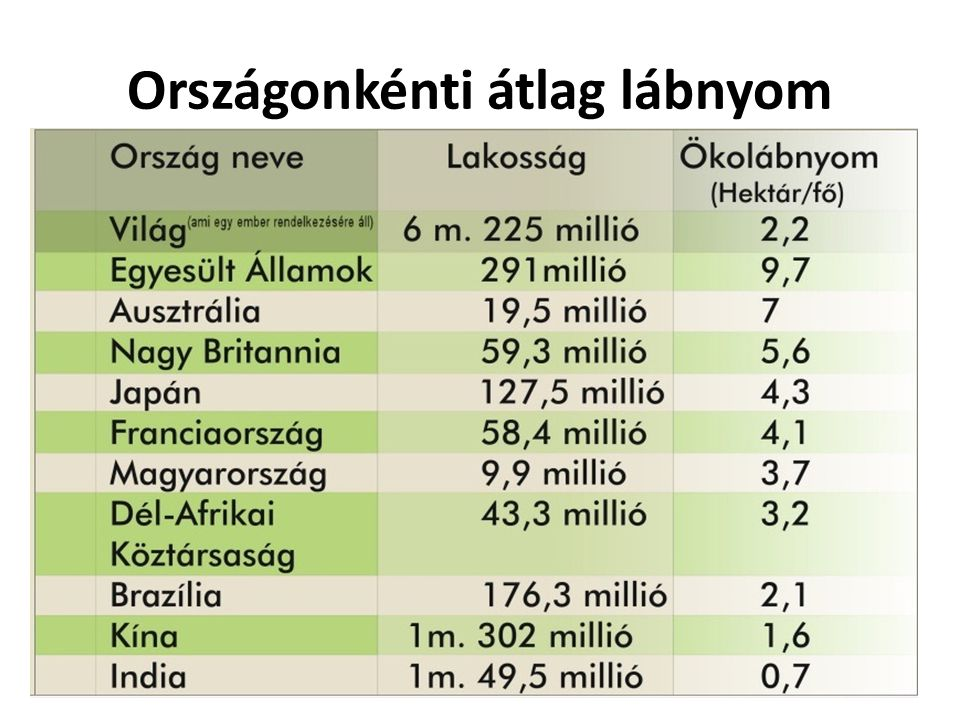 Országonkénti átlag lábnyom
Ország neve Lakosság Ökolábnyom
(Hektár/fő)
Világ(ami egy ember rendelkezésére áll) 6 m. 225 millió 2,2
Egyesült Államok 291millió 9,7
Ausztrália 19,5 millió 7
Nagy Britannia 59,3 millió 5,6
Japán 127,5 millió 4,3
Franciaország 58,4 millió 4,1
Magyarország 9,9 millió 3,7
Dél-Afrikai 43,3 millió 3,2
Köztársaság
Brazília 176,3 millió 2,1
Kína 1m. 302 millió 1,6
India 1m. 49,5 millió 0,7